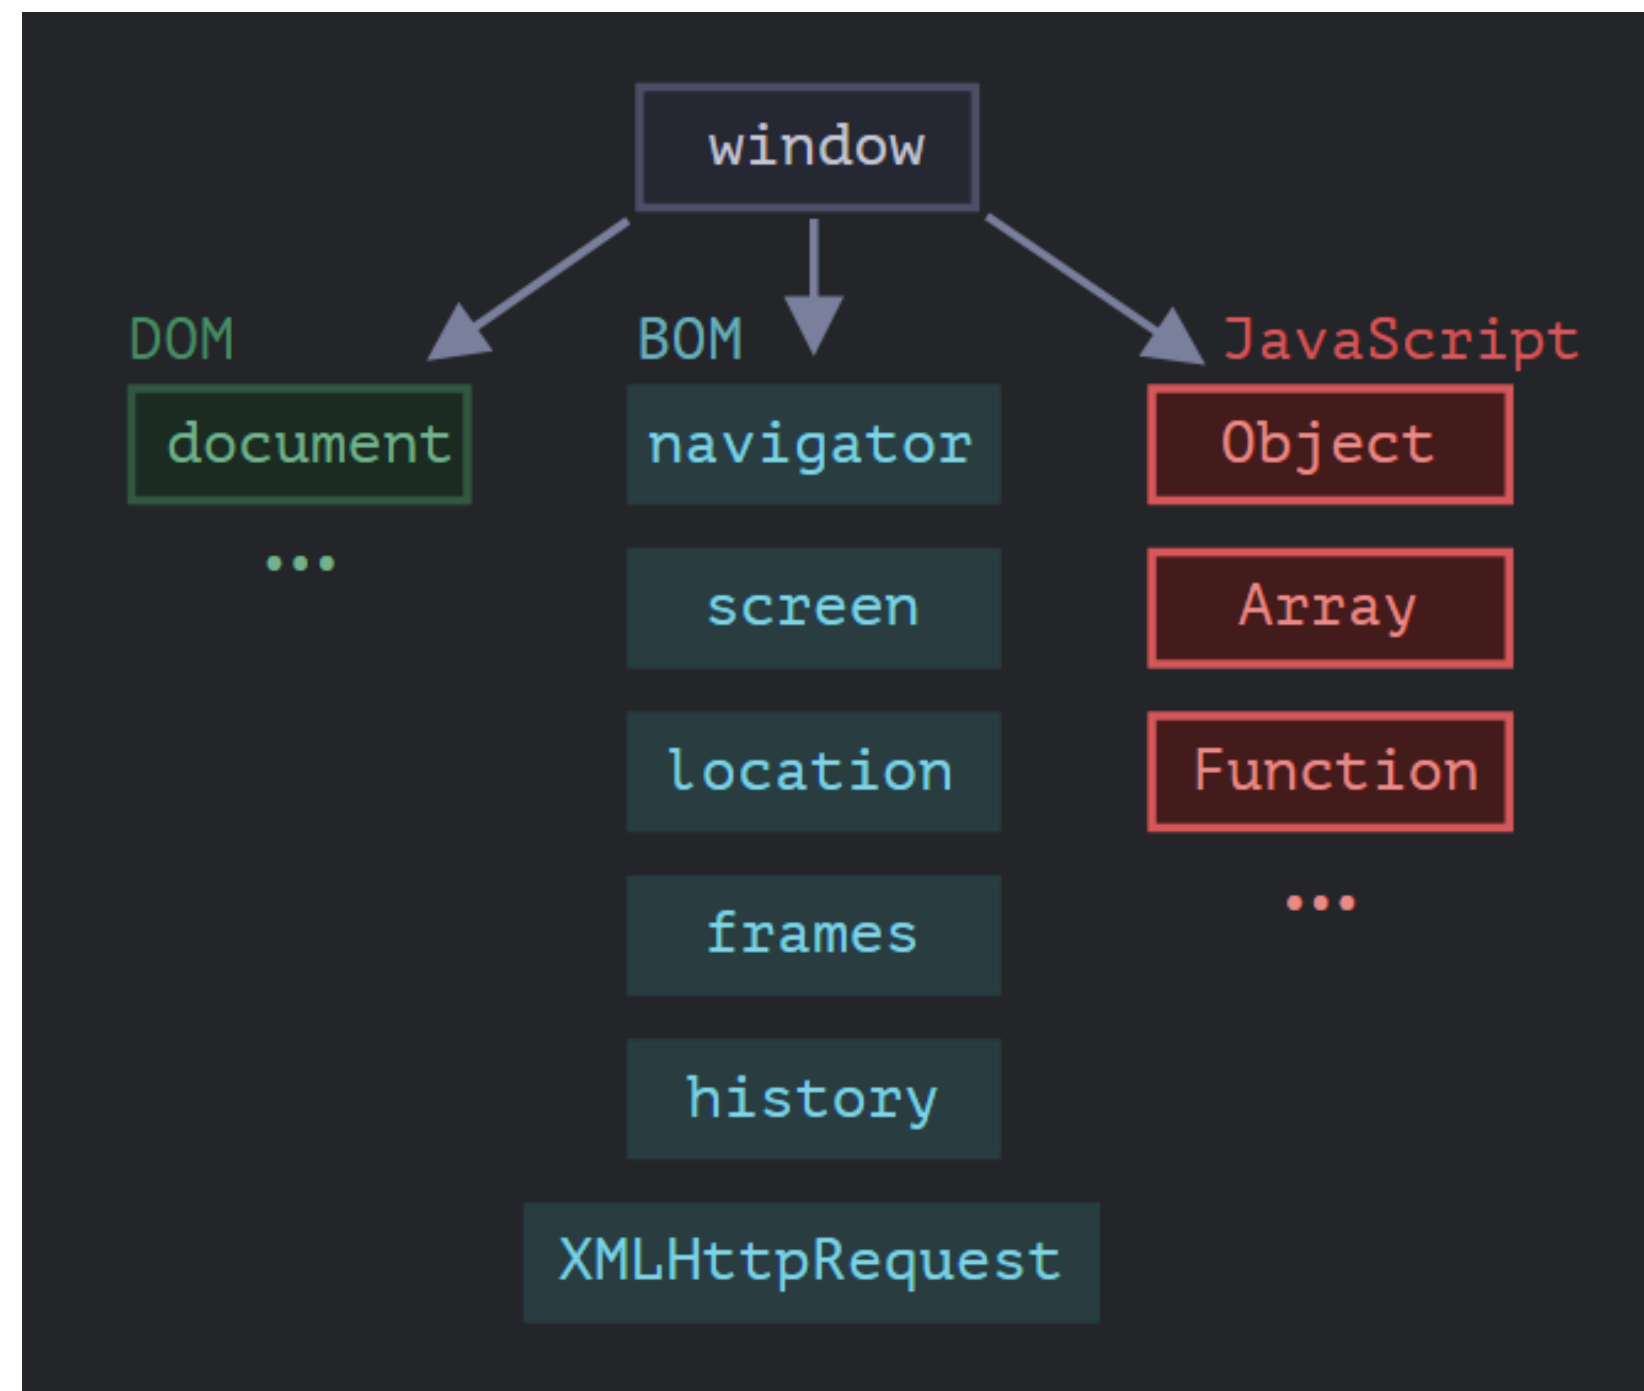 window
DOM
BOM
JavaScript
document
navigator
Object
...
screen
Array
location
Function
frames
...
history
XMLHttpRequest